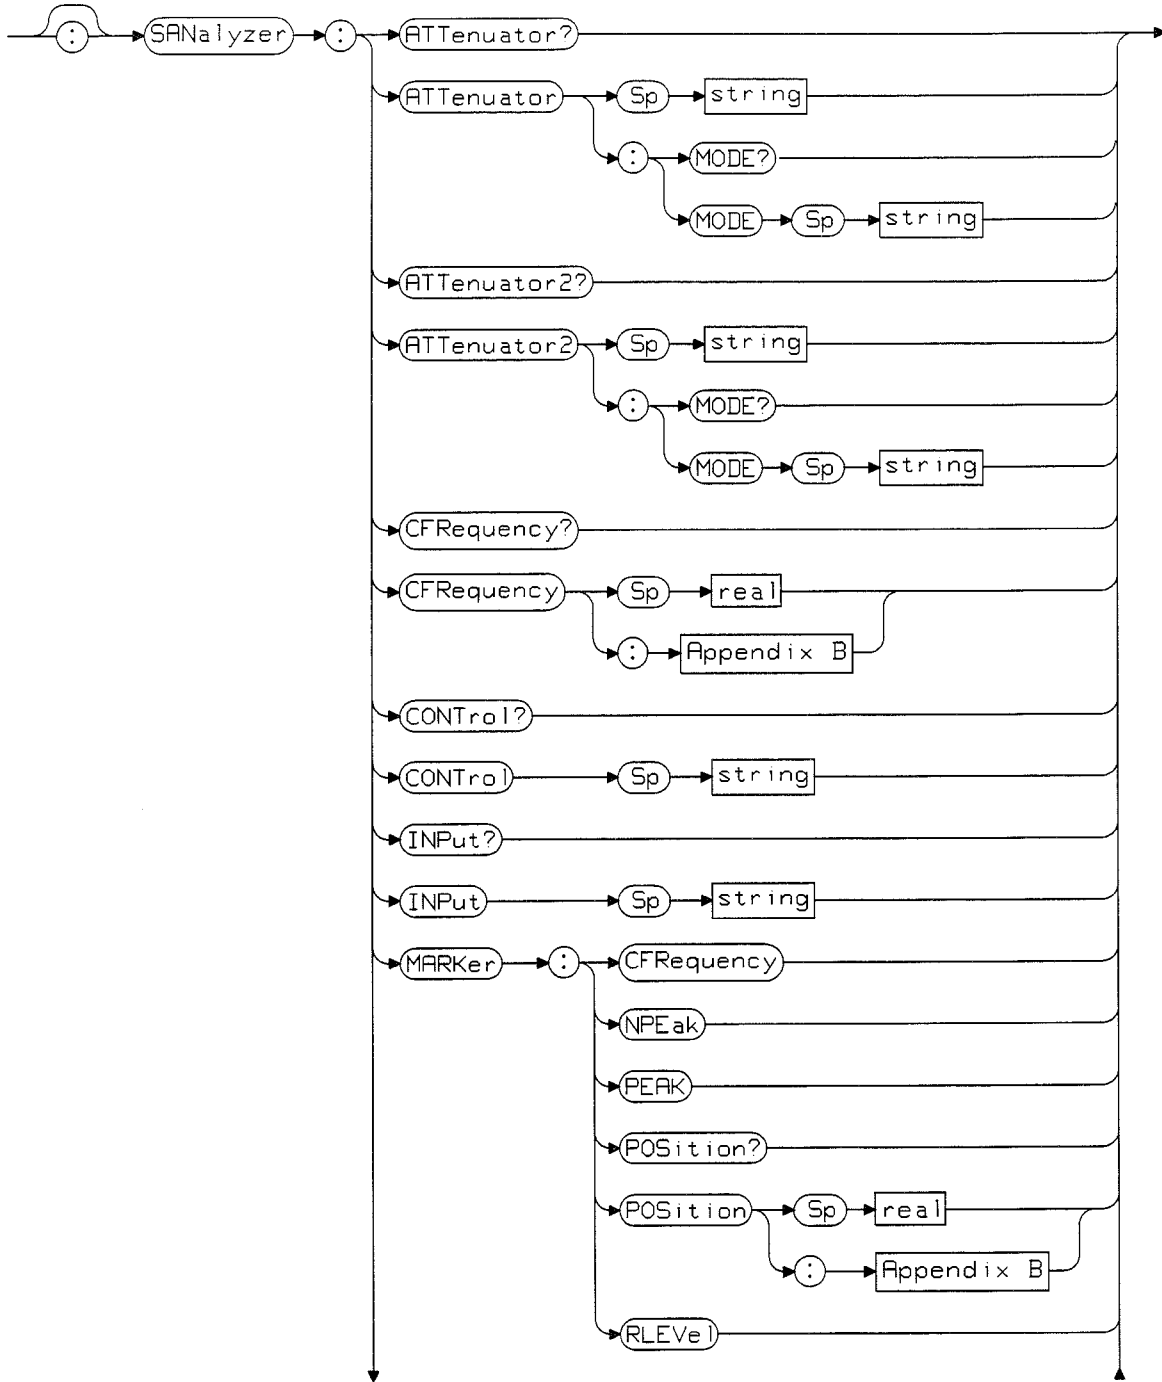 : SANalyzer : ATTenuator?
ATTenuator Sp string
: MODE?
MODE Sp string
ATTenuator2?
ATTenuator2 Sp string
: MODE?
MODE Sp string
CFRequency?
CFRequency Sp real
: Appendix B
CONTrol?
CONTrol Sp string
INPut?
INPut Sp string
MARKer : CFRequency
NPEak
PEAK
POSition?
POSition Sp real
: Appendix B
RLEVel